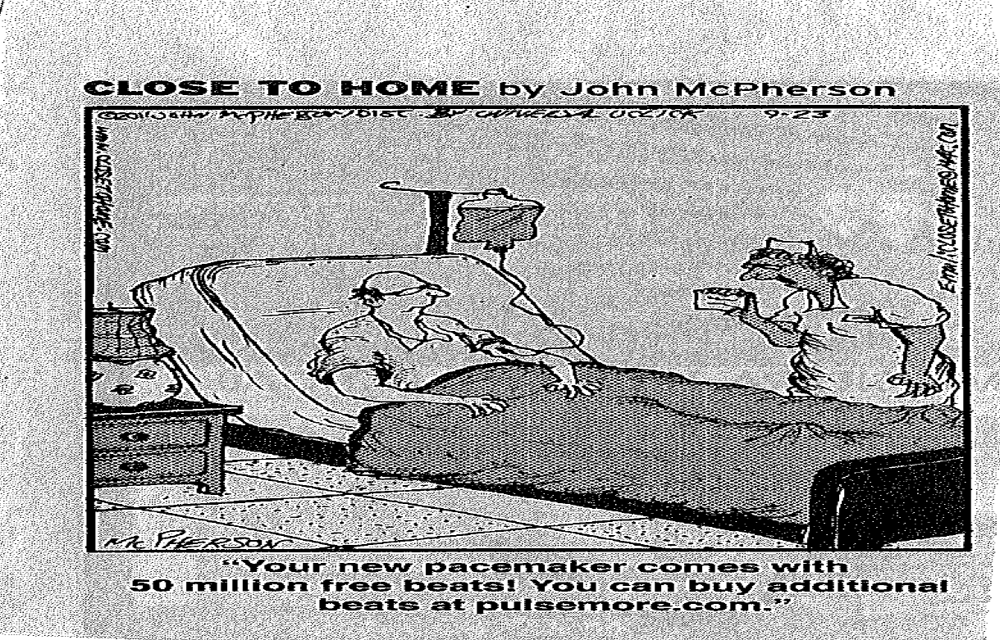 CLOSE TO HOME by John McPherson
©2011 JOHN MCPHERSON/DIST. BY UNIVERSAL UCLICK 9-23
WWW.CLOSETOHOME.COM
Email: CLOSETOHOME@MAC.COM
MCPHERSON
“Your new pacemaker comes with
50 million free beats! You can buy additional
beats at pulsemore.com.”